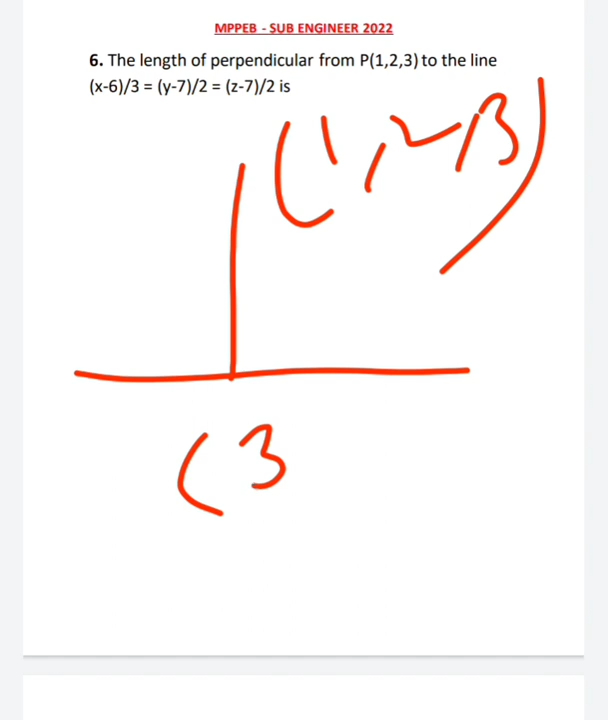 MPPEB - SUB ENGINEER 2022
6. The length of perpendicular from P(1,2,3) to the line
(x-6)/3 = (y-7)/2 = (z-7)/2 is
(1,2,3)
(3